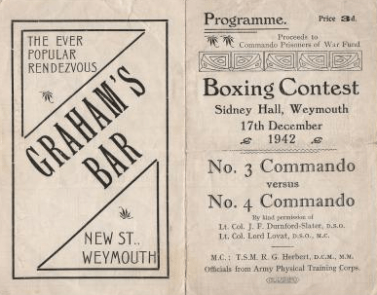 THE EVER
POPULAR
RENDEZVOUS
GRAHAM'S
BAR
NEW ST.,
WEYMOUTH
Programme. Price 3d.
Proceeds to
Commando Prisoners of War Fund
Boxing Contest
Sidney Hall, Weymouth
17th December
1942
No. 3 Commando
versus
No. 4 Commando
By kind permission of
Lt. Col. J. F. Durnford-Slater, D.S.O.
Lt. Col. Lord Lovat, D.S.O., M.C.
M.C.: T.S.M. R. G. Herbert, D.C.M., M.M.
Officials from Army Physical Training Corps.